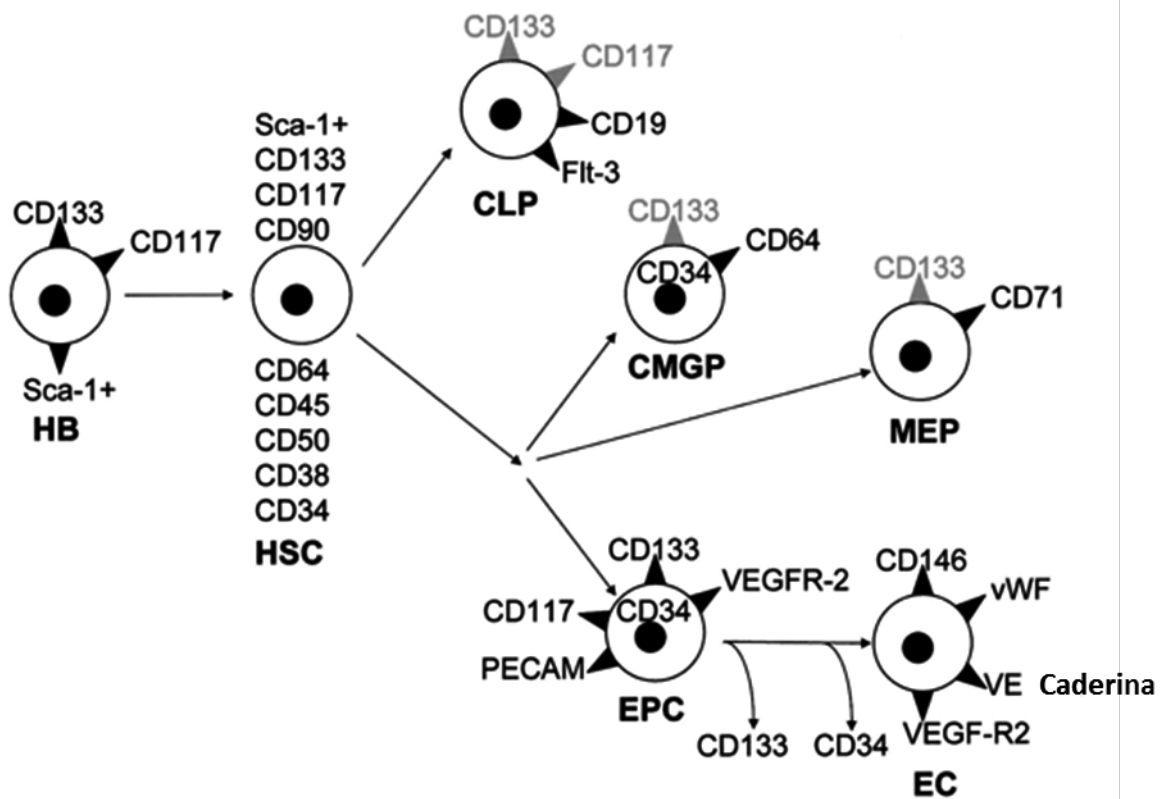 CD133
CD117
Sca-1+
HB
Sca-1+
CD133
CD117
CD90
CD64
CD45
CD50
CD38
CD34
HSC
CD133
CD117
CD19
Flt-3
CLP
CD133
CD64
CD34
CMGP
CD133
CD71
MEP
CD133
VEGFR-2
CD117
CD34
PECAM
EPC
CD133
CD34
CD146
vWF
VE Caderina
VEGF-R2
EC